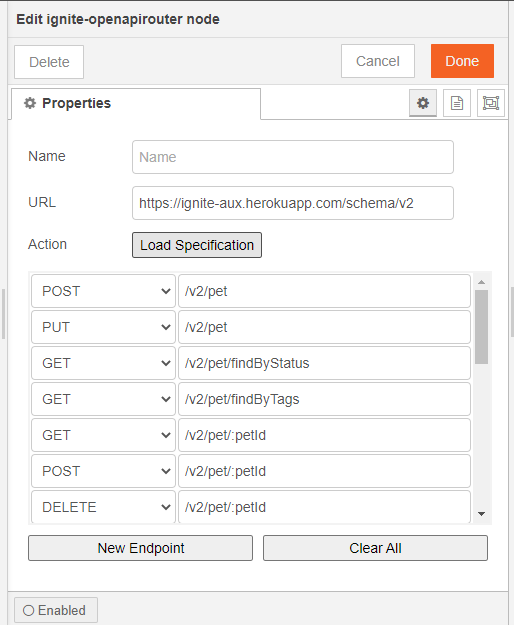 Edit ignite-openapirouter node
Delete
Cancel
Done
Properties
Name
Name
URL
https://ignite-aux.herokuapp.com/schema/v2
Action
Load Specification
POST
/v2/pet
PUT
/v2/pet
GET
/v2/pet/findByStatus
GET
/v2/pet/findByTags
GET
/v2/pet/:petId
POST
/v2/pet/:petId
DELETE
/v2/pet/:petId
New Endpoint
Clear All
Enabled